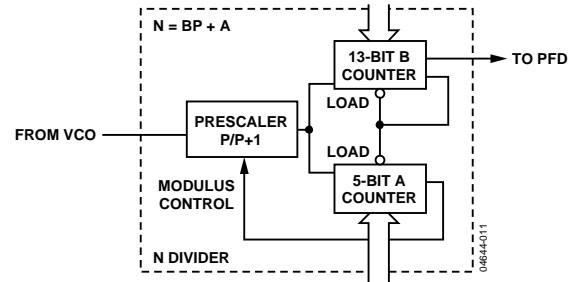 N = BP + A
13-BIT B
COUNTER
TO PFD
LOAD
PRESCALER
P/P+1
FROM VCO
LOAD
MODULUS
CONTROL
5-BIT A
COUNTER
N DIVIDER
04644-011